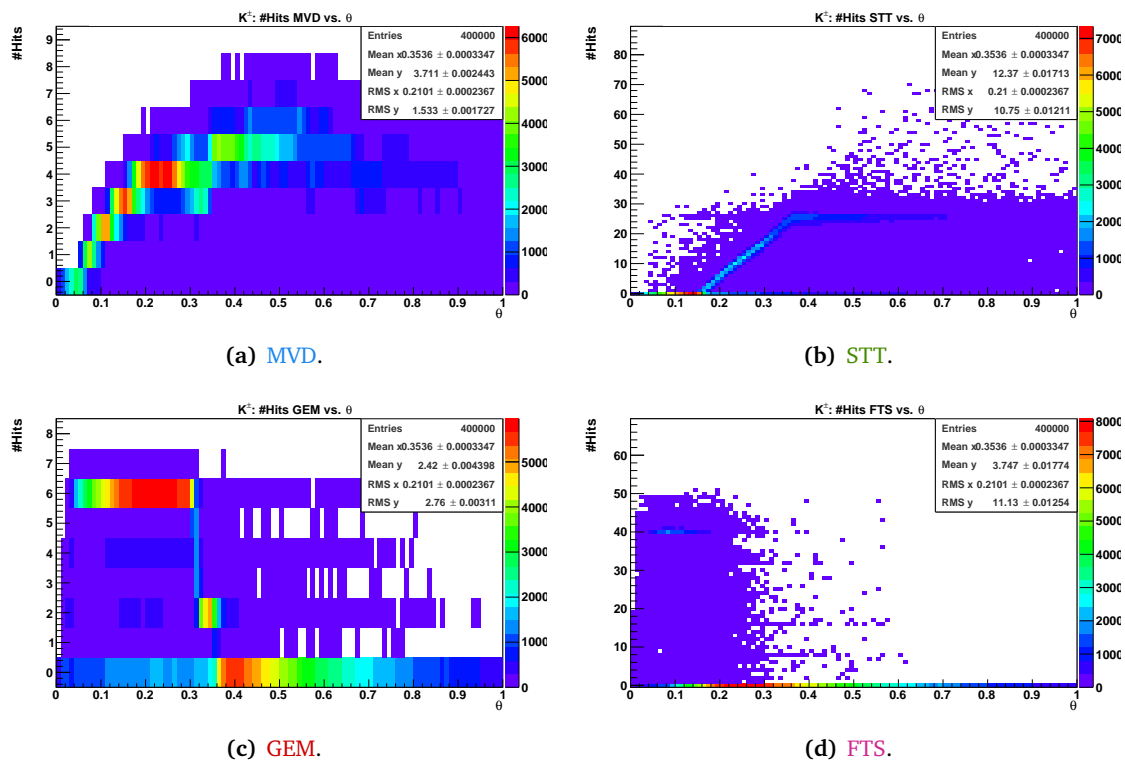 K±: #Hits MVD vs. θ
#Hits
Entries 400000
Mean x 0.3536 ± 0.0003347
Mean y 3.711 ± 0.002443
RMS x 0.2101 ± 0.0002367
RMS y 1.533 ± 0.001727
9
8
7
6
5
4
3
2
1
0
0 0.1 0.2 0.3 0.4 0.5 0.6 0.7 0.8 0.9 1
θ
6000
5000
4000
3000
2000
1000
0
(a) MVD.
K±: #Hits STT vs. θ
#Hits
Entries 400000
Mean x 0.3536 ± 0.0003347
Mean y 12.37 ± 0.01713
RMS x 0.21 ± 0.0002367
RMS y 10.75 ± 0.01211
80
70
60
50
40
30
20
10
0
0 0.1 0.2 0.3 0.4 0.5 0.6 0.7 0.8 0.9 1
θ
7000
6000
5000
4000
3000
2000
1000
0
(b) STT.
K±: #Hits GEM vs. θ
#Hits
Entries 400000
Mean x 0.3536 ± 0.0003347
Mean y 2.42 ± 0.004398
RMS x 0.2101 ± 0.0002367
RMS y 2.76 ± 0.00311
8
7
6
5
4
3
2
1
0
0 0.1 0.2 0.3 0.4 0.5 0.6 0.7 0.8 0.9 1
θ
5000
4000
3000
2000
1000
0
(c) GEM.
K±: #Hits FTS vs. θ
#Hits
Entries 400000
Mean x 0.3536 ± 0.0003347
Mean y 3.747 ± 0.01774
RMS x 0.2101 ± 0.0002367
RMS y 11.13 ± 0.01254
60
50
40
30
20
10
0
0 0.1 0.2 0.3 0.4 0.5 0.6 0.7 0.8 0.9 1
θ
8000
7000
6000
5000
4000
3000
2000
1000
0
(d) FTS.